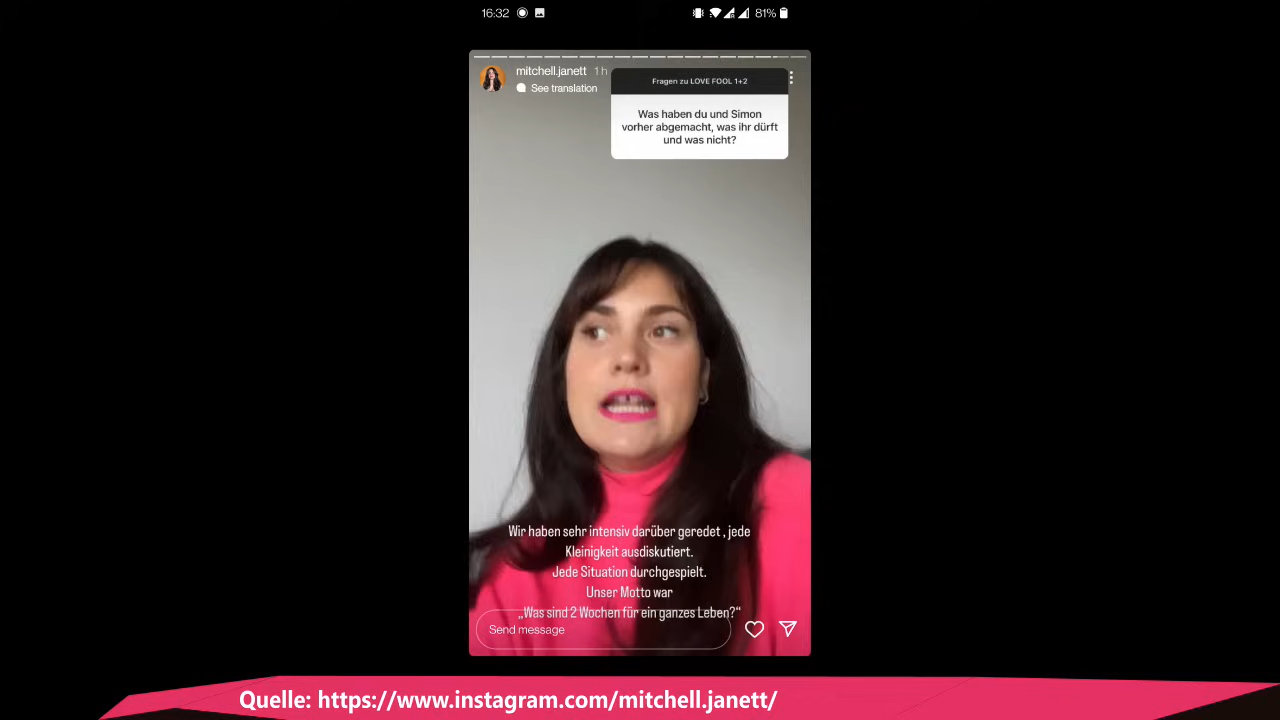 16:32
81%
mitchell.janett 1 h
See translation
Fragen zu LOVE FOOL 1+2
Was haben du und Simon
vorher abgemacht, was ihr dürft
und was nicht?
Wir haben sehr intensiv darüber geredet , jede
Kleinigkeit ausdiskutiert.
Jede Situation durchgespielt.
Unser Motto war
„Was sind 2 Wochen für ein ganzes Leben?“
Send message
Quelle: https://www.instagram.com/mitchell.janett/